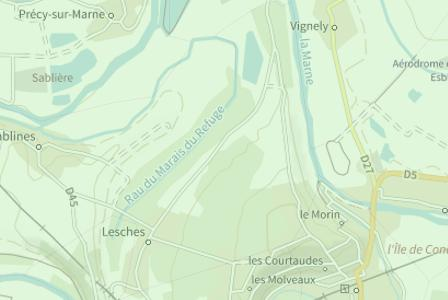 Précy-sur-Marne
Vignely
la Marne
Sablière
Aérodrome
Esb
Rau du Marais du Refuge
ablines
D27
D5
D45
le Morin
Lesches
l'Île de Con
les Courtaudes
les Molveaux